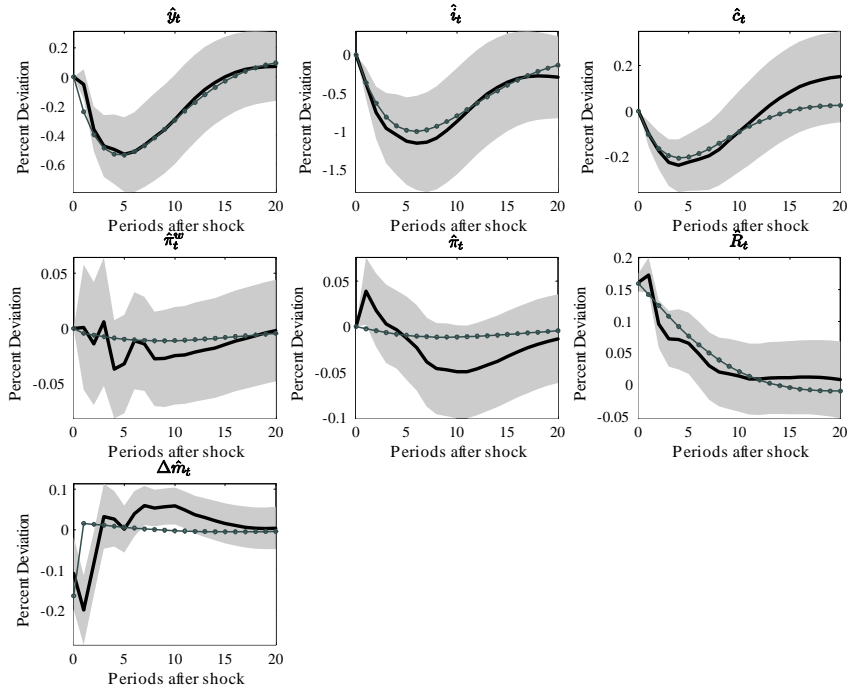 ŷₜ
Percent Deviation
0.2
0
-0.2
-0.4
-0.6
0 5 10 15 20
Periods after shock
îₜ
Percent Deviation
0
-0.5
-1
-1.5
0 5 10 15 20
Periods after shock
ĉₜ
Percent Deviation
0.2
0
-0.2
0 5 10 15 20
Periods after shock
π̂ₜʷ
Percent Deviation
0.05
0
-0.05
0 5 10 15 20
Periods after shock
π̂ₜ
Percent Deviation
0.05
0
-0.05
-0.1
0 5 10 15 20
Periods after shock
R̂ₜ
Percent Deviation
0.2
0.15
0.1
0.05
0
-0.05
0 5 10 15 20
Periods after shock
Δm̂ₜ
Percent Deviation
0.1
0
-0.1
-0.2
0 5 10 15 20
Periods after shock